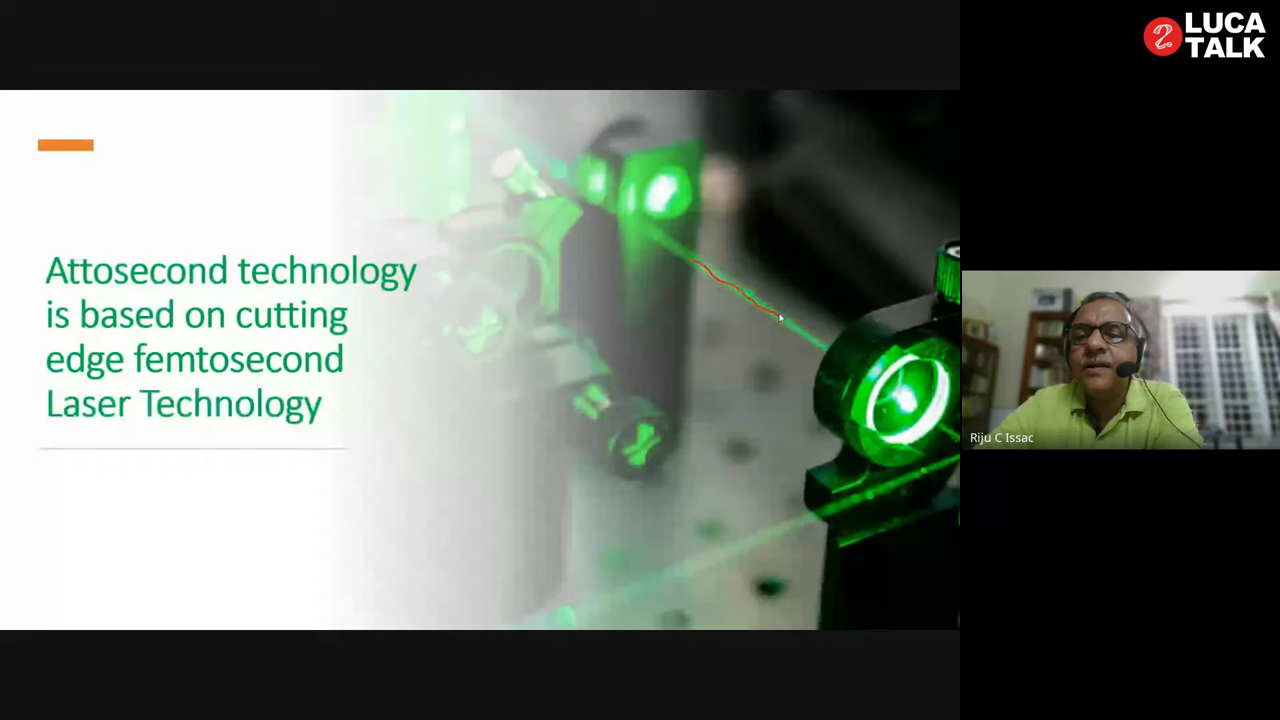 LUCA
TALK
Attosecond technology
is based on cutting
edge femtosecond
Laser Technology
Riju C Issac